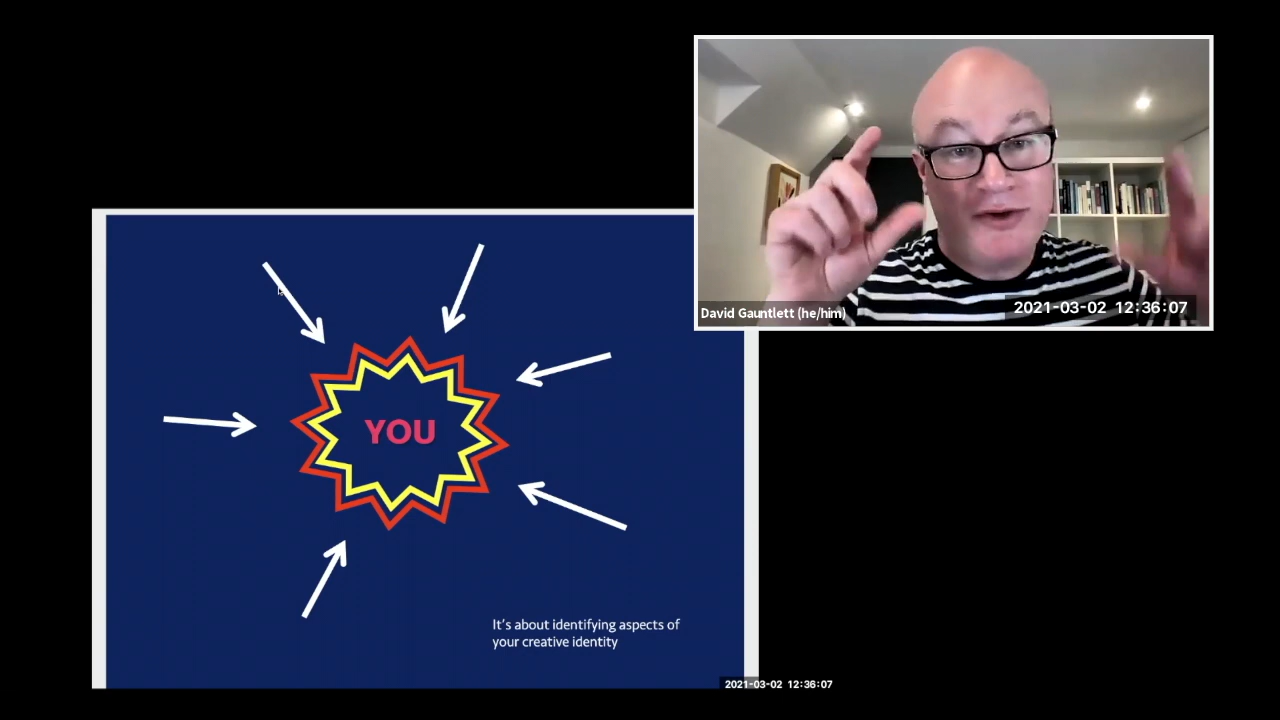 David Gauntlett (he/him)
2021-03-02 12:36:07
YOU
It's about identifying aspects of
your creative identity
2021-03-02 12:36:07